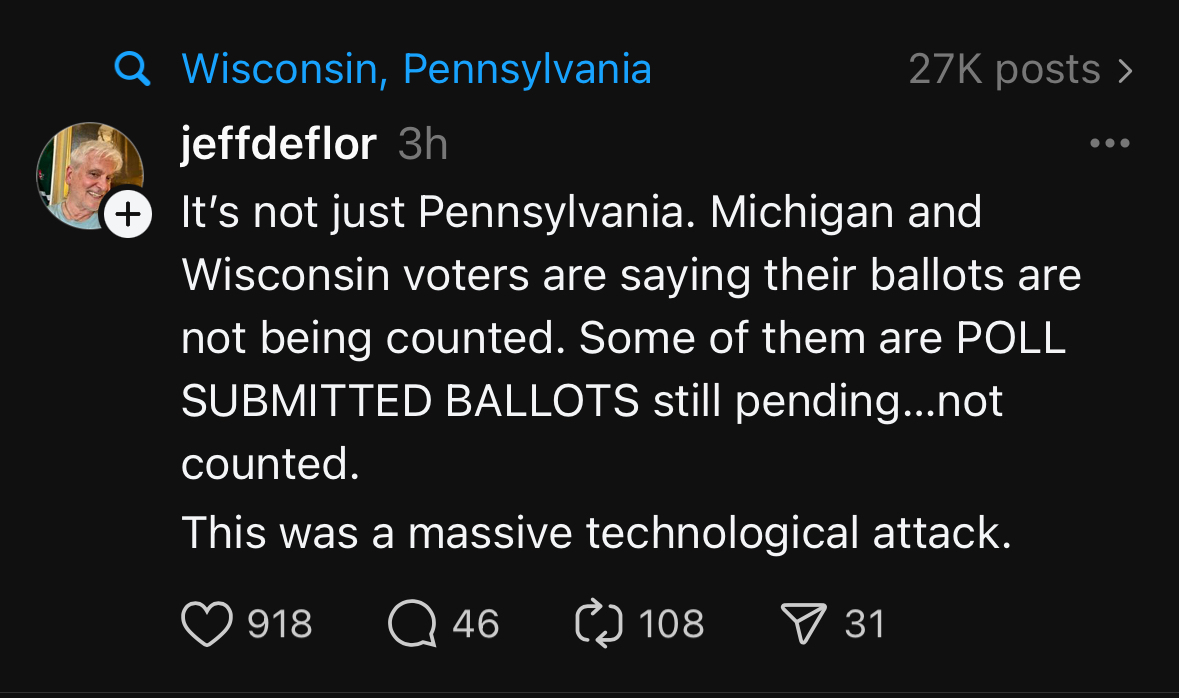 Wisconsin, Pennsylvania 27K posts >
jeffdeflor 3h
It’s not just Pennsylvania. Michigan and
Wisconsin voters are saying their ballots are
not being counted. Some of them are POLL
SUBMITTED BALLOTS still pending...not
counted.
This was a massive technological attack.
918 46 108 31